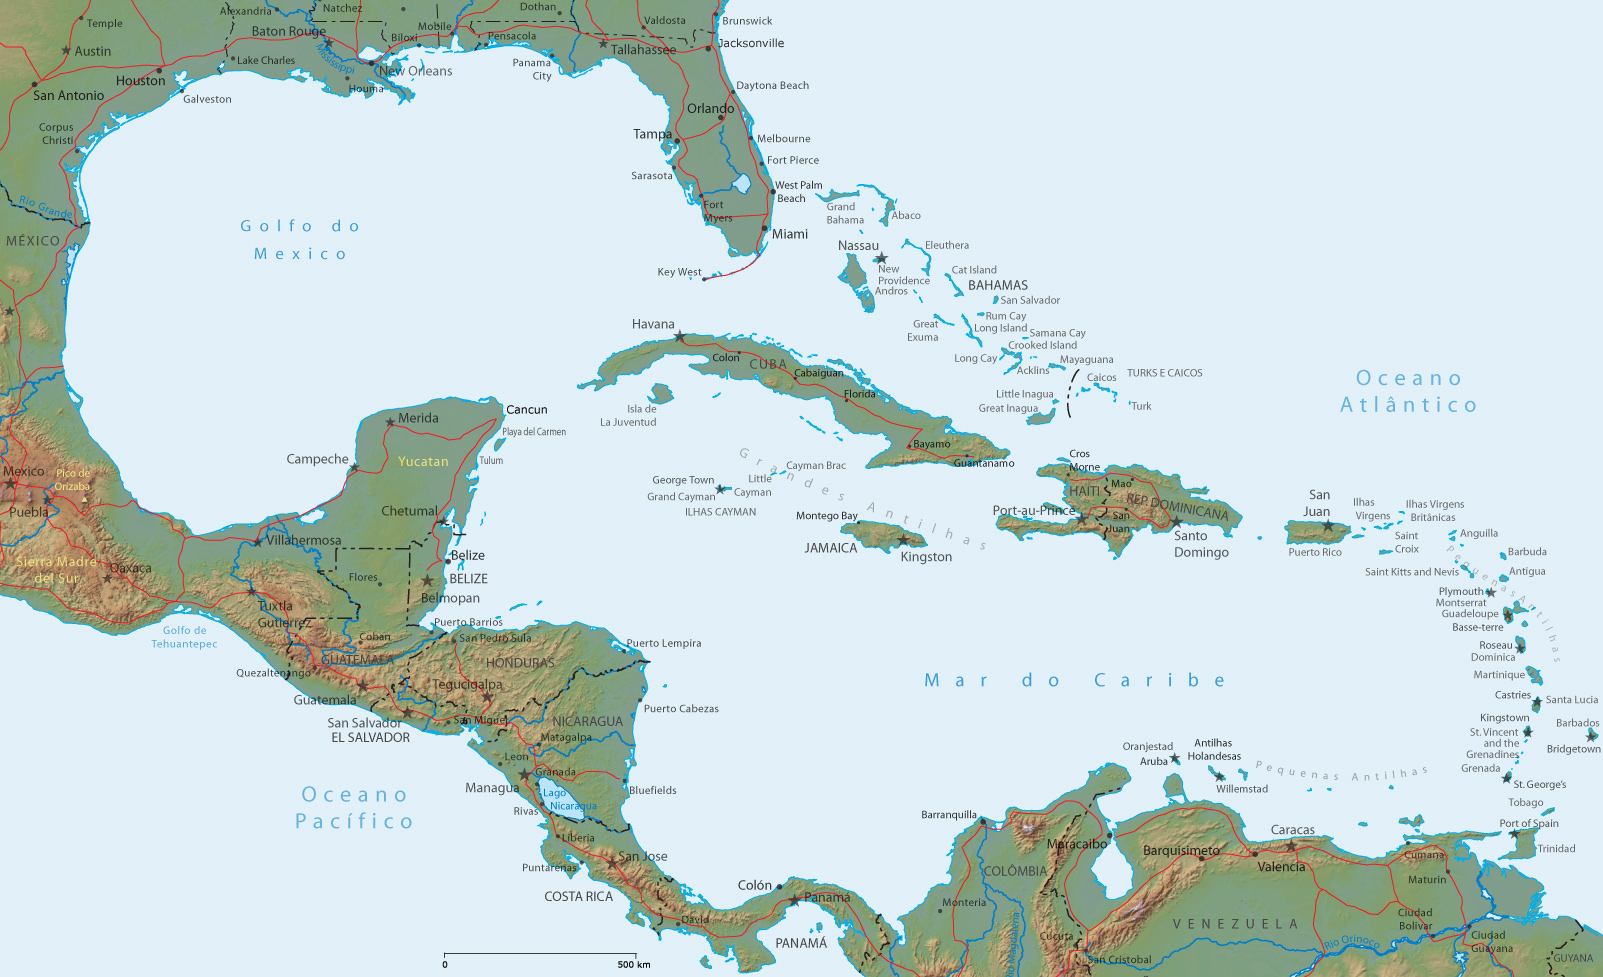 Temple
Alexandria
Natchez
Dothan
Valdosta
Brunswick
Austin
Baton Rouge
Mobile
Biloxi
Pensacola
Tallahassee
Jacksonville
Lake Charles
Mississippi
New Orleans
Panama
City
Houston
Houma
San Antonio
Galveston
Daytona Beach
Orlando
Corpus
Christi
Tampa
Melbourne
Fort Pierce
Sarasota
West Palm
Beach
Fort
Myers
Miami
Key West
Rio Grande
MÉXICO
Golfo do
Mexico
Grand
Bahama
Abaco
Nassau
Eleuthera
New
Providence
Andros
Cat Island
BAHAMAS
San Salvador
Rum Cay
Long Island
Great
Exuma
Samana Cay
Crooked Island
Long Cay
Acklins
Mayaguana
Caicos
TURKS E CAICOS
Turk
Little Inagua
Great Inagua
Oceano
Atlântico
Havana
Colon
CUBA
Cabaiguan
Florida
Isla de
La Juventud
Bayamo
Guantanamo
Cancun
Merida
Playa del Carmen
Campeche
Yucatan
Tulum
Chetumal
Mexico
Pico de
Orizaba
Puebla
Villahermosa
Sierra Madre
del Sur
Oaxaca
Tuxtla
Gutierrez
Golfo de
Tehuantepec
Flores
Belize
BELIZE
Belmopan
Grandes Antilhas
Cayman Brac
George Town
Little
Cayman
Grand Cayman
ILHAS CAYMAN
Montego Bay
JAMAICA
Kingston
Cros
Morne
HAITI
Mao
REP DOMINICANA
Port-au-Prince
San
Juan
Santo
Domingo
San
Juan
Puerto Rico
Ilhas
Virgens
Ilhas Virgens
Britânicas
Saint
Croix
Anguilla
Barbuda
Saint Kitts and Nevis
Antigua
Pequenas Antilhas
Plymouth
Montserrat
Guadeloupe
Basse-terre
Roseau
Dominica
Martinique
Castries
Santa Lucia
Kingstown
St. Vincent
and the
Grenadines
Barbados
Bridgetown
Grenada
St. George's
Tobago
Port of Spain
Trinidad
Puerto Barrios
Coban
San Pedro Sula
Puerto Lempira
GUATEMALA
HONDURAS
Quezaltenango
Tegucigalpa
Guatemala
San Salvador
EL SALVADOR
San Miguel
NICARAGUA
Puerto Cabezas
Matagalpa
Leon
Granada
Managua
Lago
Nicaragua
Bluefields
Rivas
Liberia
Puntarenas
San Jose
COSTA RICA
David
Colón
Panamá
PANAMÁ
Mar do Caribe
Oceano
Pacífico
Oranjestad
Aruba
Antilhas
Holandesas
Willemstad
Pequenas Antilhas
Barranquilla
Maracaibo
Barquisimeto
Caracas
Valencia
Cumana
Maturin
COLÔMBIA
Monteria
Rio Magdalena
Cucuta
San Cristobal
VENEZUELA
Ciudad
Bolivar
Rio Orinoco
Ciudad
Guayana
GUYANA
0
500 km